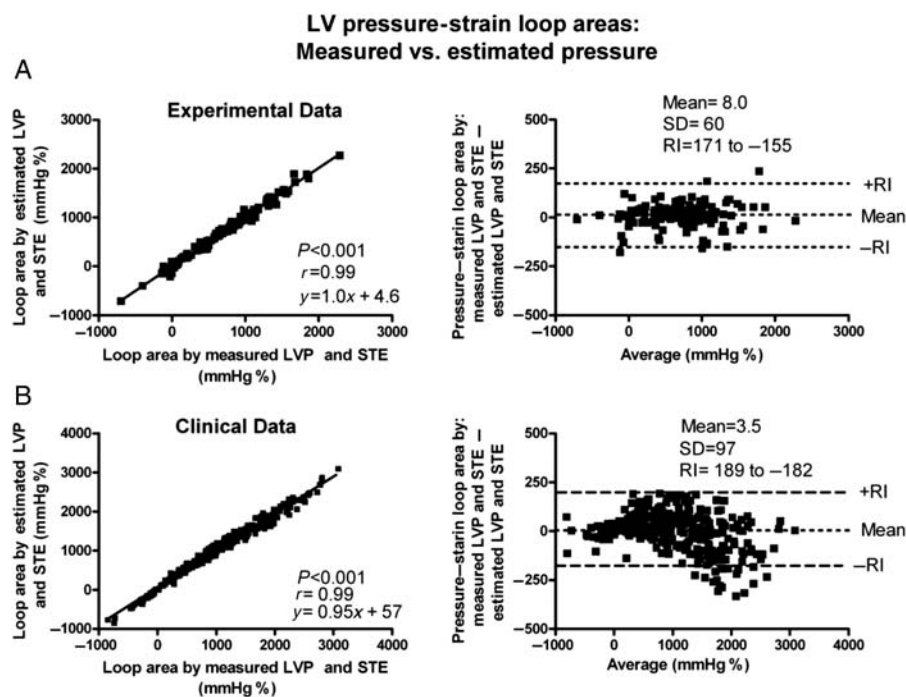 LV pressure-strain loop areas:
Measured vs. estimated pressure
A
Experimental Data
Loop area by estimated LVP
and STE (mmHg %)
3000
2000
1000
0
−1000
P<0.001
r=0.99
y=1.0x + 4.6
−1000 0 1000 2000 3000
Loop area by measured LVP and STE
(mmHg %)
Pressure–starin loop area by:
measured LVP and STE –
estimated LVP and STE
Mean= 8.0
SD= 60
RI=171 to −155
500
250
0
−250
−500
+RI
Mean
−RI
−1000 0 1000 2000 3000
Average (mmHg %)
B
Clinical Data
Loop area by estimated LVP
and STE (mmHg %)
4000
3000
2000
1000
0
−1000
P<0.001
r=0.99
y= 0.95x + 57
−1000 0 1000 2000 3000 4000
Loop area by measured LVP and STE
(mmHg %)
Pressure–starin loop area by:
measured LVP and STE –
estimated LVP and STE
Mean=3.5
SD=97
RI= 189 to −182
500
250
0
−250
−500
+RI
Mean
−RI
−1000 0 1000 2000 3000 4000
Average (mmHg %)